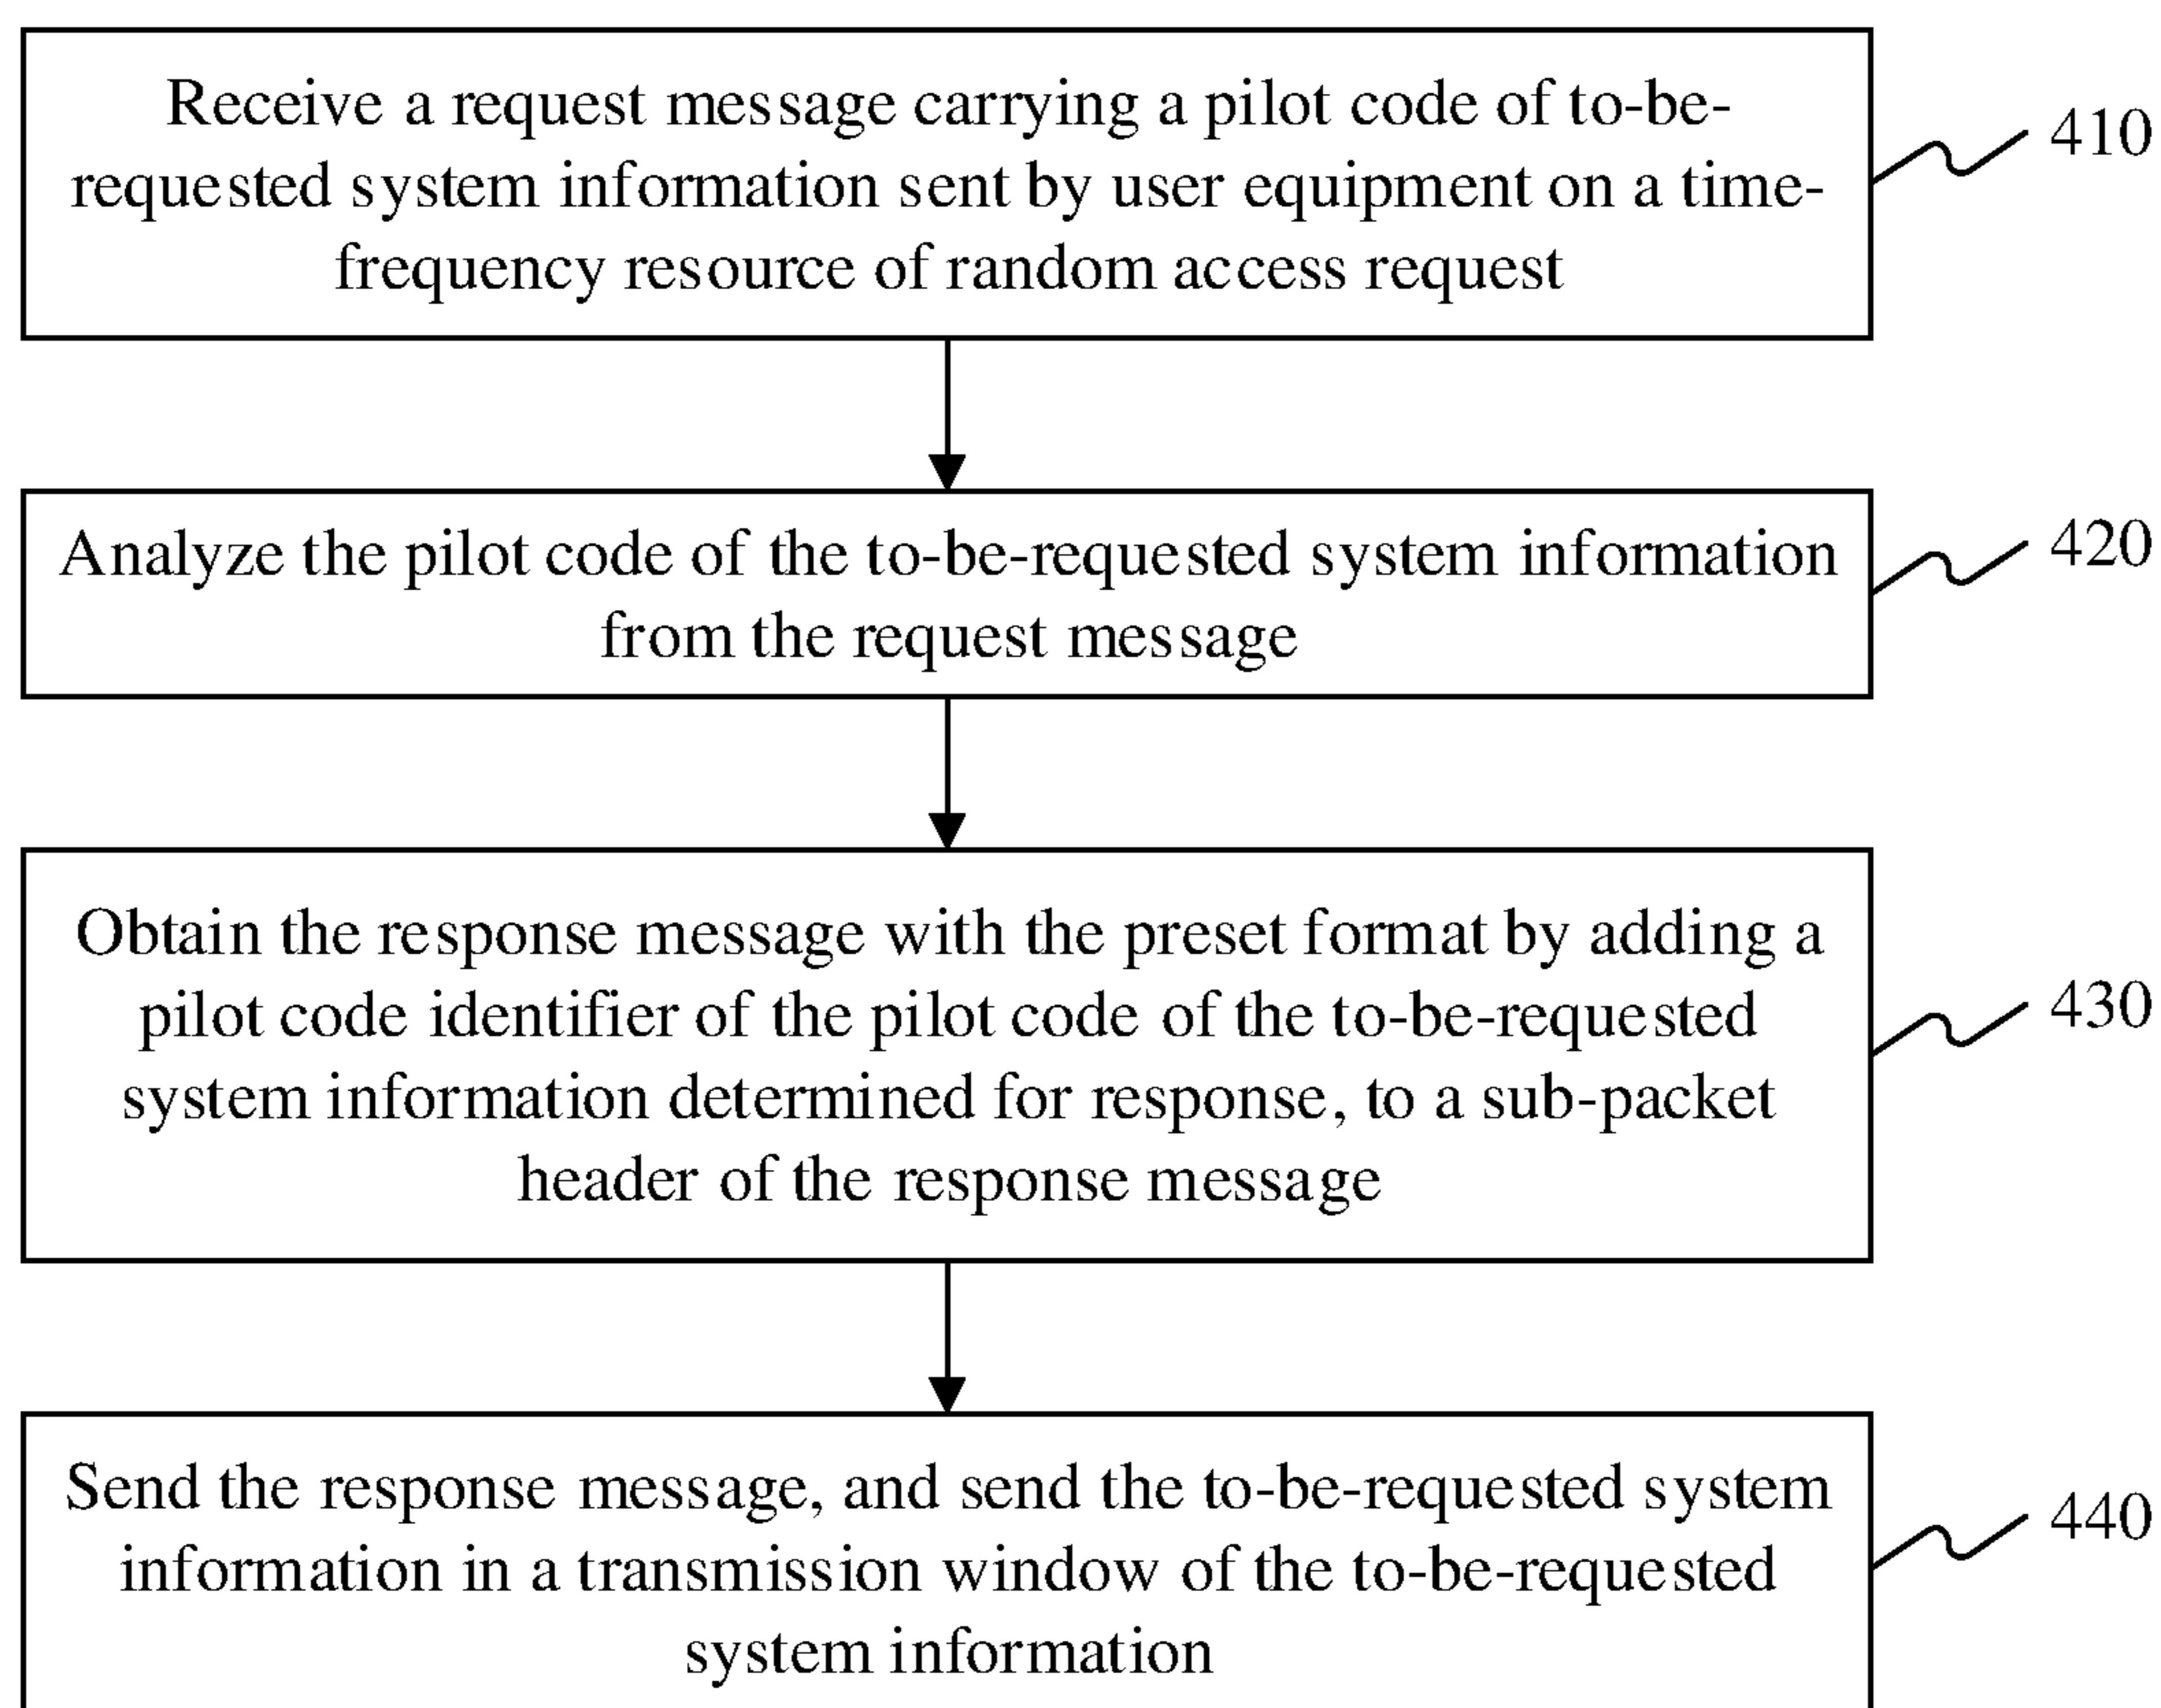 Receive a request message carrying a pilot code of to-be-
requested system information sent by user equipment on a time-
frequency resource of random access request
410
Analyze the pilot code of the to-be-requested system information
from the request message
420
Obtain the response message with the preset format by adding a
pilot code identifier of the pilot code of the to-be-requested
system information determined for response, to a sub-packet
header of the response message
430
Send the response message, and send the to-be-requested system
information in a transmission window of the to-be-requested
system information
440